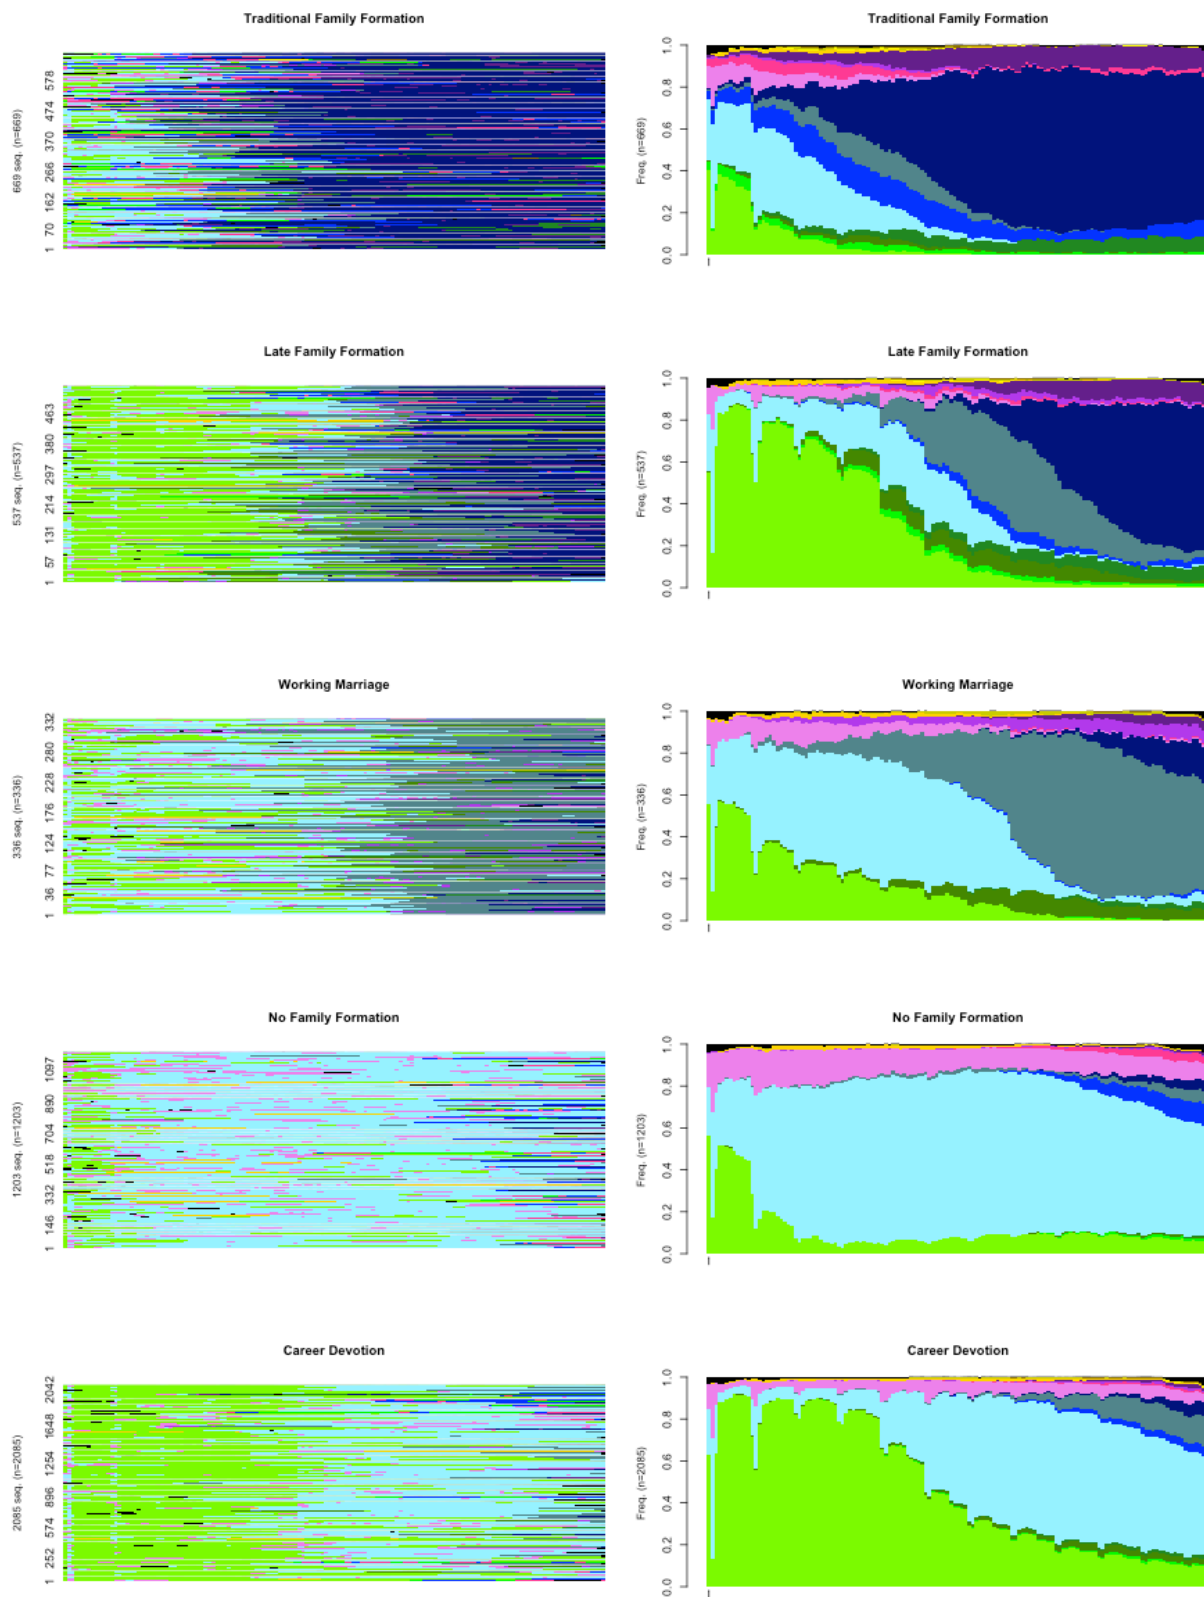 Traditional Family Formation
669 seq. (n=669)
1 70 162 266 370 474 578
Traditional Family Formation
Freq. (n=669)
0.0 0.2 0.4 0.6 0.8 1.0
Late Family Formation
537 seq. (n=537)
1 57 131 214 297 380 463
Late Family Formation
Freq. (n=537)
0.0 0.2 0.4 0.6 0.8 1.0
Working Marriage
336 seq. (n=336)
1 36 77 124 176 228 280 332
Working Marriage
Freq. (n=336)
0.0 0.2 0.4 0.6 0.8 1.0
No Family Formation
1203 seq. (n=1203)
1 146 332 518 704 890 1097
No Family Formation
Freq. (n=1203)
0.0 0.2 0.4 0.6 0.8 1.0
Career Devotion
2085 seq. (n=2085)
1 252 574 896 1254 1648 2042
Career Devotion
Freq. (n=2085)
0.0 0.2 0.4 0.6 0.8 1.0